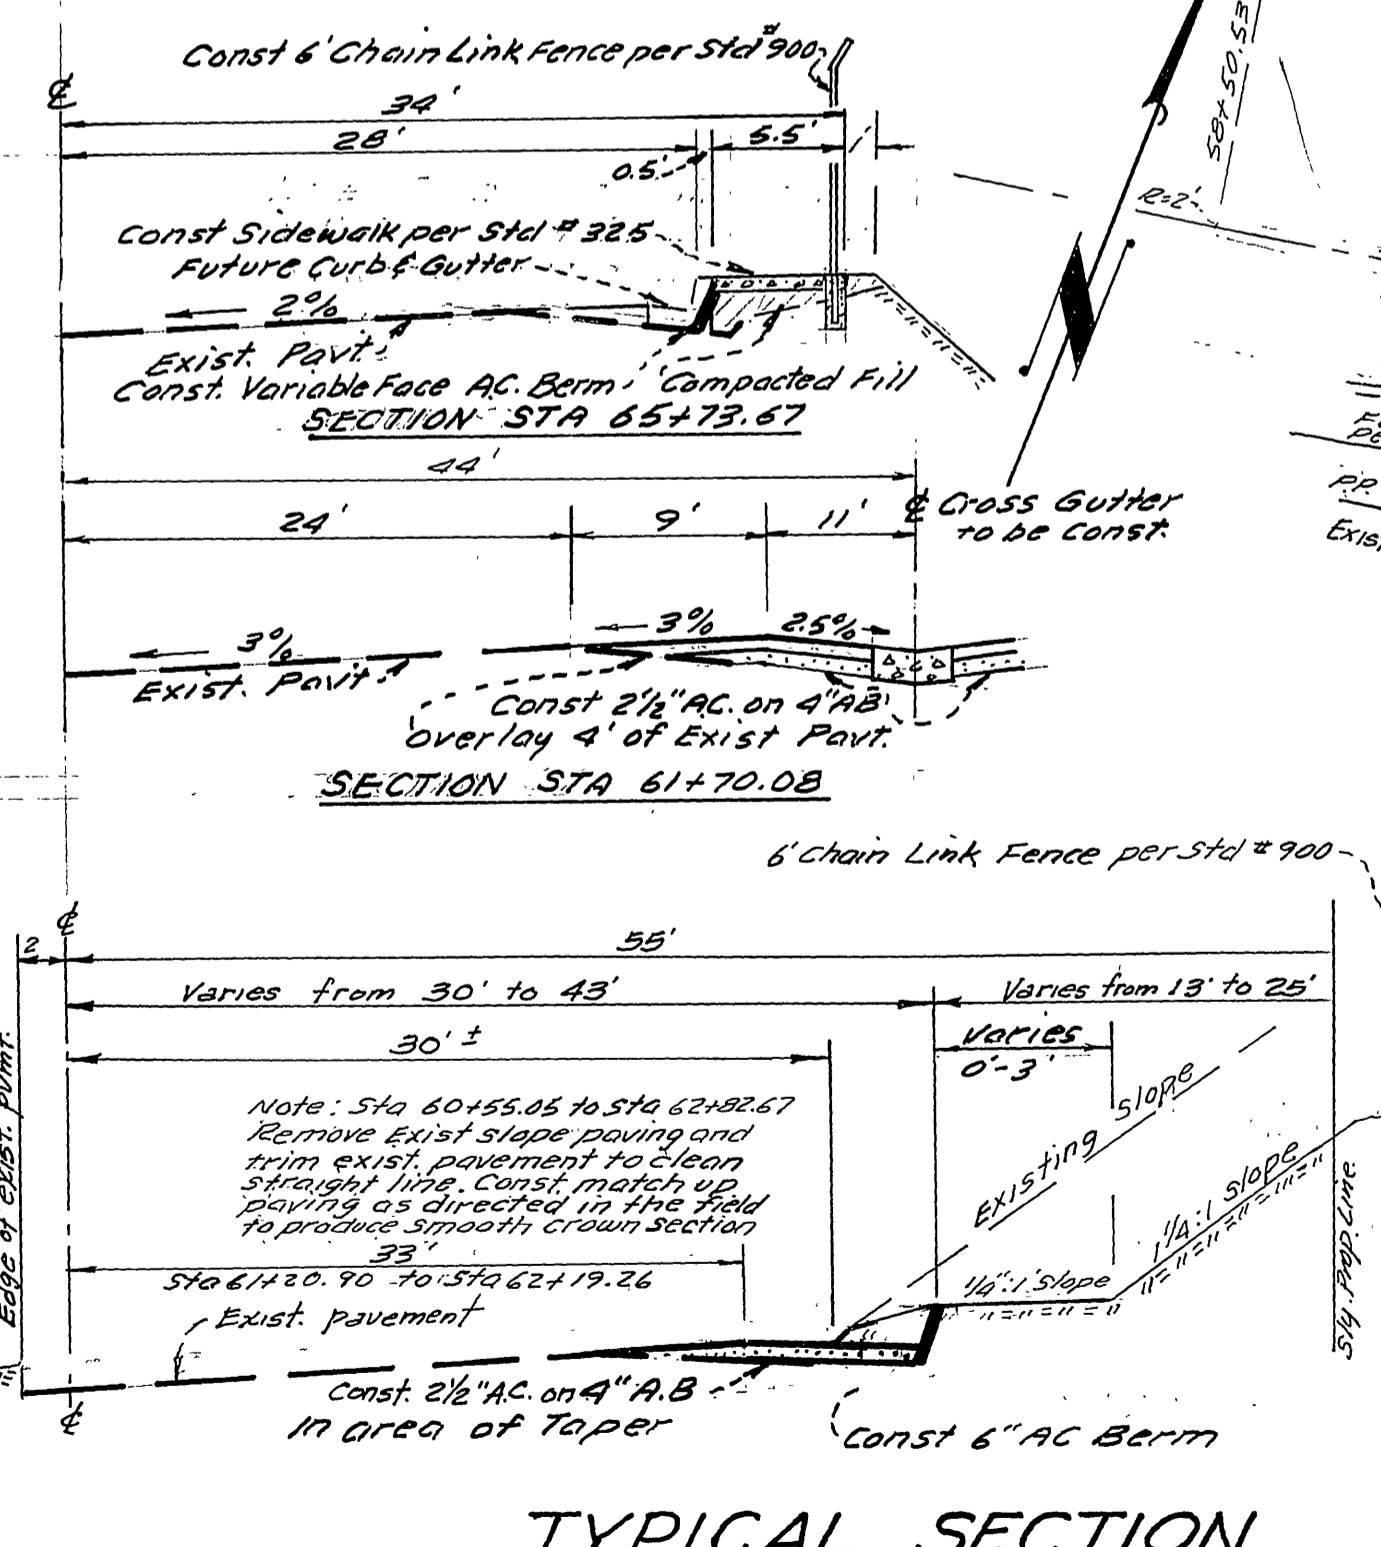 Const 6' Chain Link Fence per Std #900
℄
34'
28'
0.5'
5.5'
1'
58+50.53
R=2'
Const Sidewalk per Std # 325
Future Curb & Gutter
2%
Exist. Pavt.
Const. Variable Face A.C. Berm
Compacted Fill
SECTION STA 65+73.67
44'
24'
9'
11'
℄ Cross Gutter
to be Const.
P.P.
3%
3%
2.5%
Exist. Pavt.
Const 2½" A.C. on 4" AB
Overlay 4' of Exist Pavt.
SECTION STA 61+70.08
6' Chain Link Fence per Std #900
℄
2
55'
Varies from 30' to 43'
Varies from 13' to 25'
30' ±
Varies
0'-3'
Edge of exist. pvmt.
Note: Sta 60+55.05 to Sta 62+82.67
Remove Exist slope paving and
trim exist. pavement to clean
straight line. Const. match up
paving as directed in the field
to produce smooth crown section
33'
Sta 61+20.90 to Sta 62+19.26
Exist. pavement
Existing Slope
¼":1' Slope
1¼:1 Slope
Sly. Prop. Line
Const. 2½" A.C. on 4" A.B
In area of Taper
℄
Const 6" AC Berm
TYPICAL SECTION